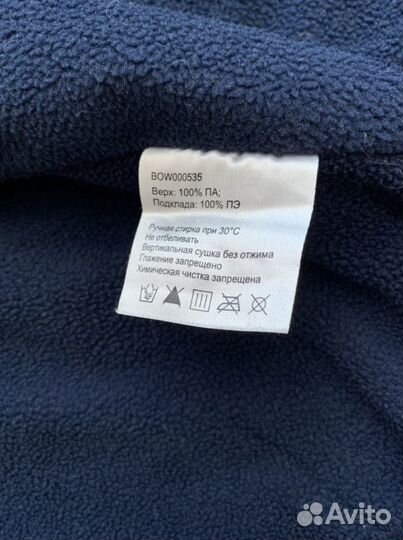 BOW000535
Верх: 100% ПА;
Подклада: 100% ПЭ
Ручная стирка при 30°C
Не отбеливать
Вертикальная сушка без отжима
Глажение запрещено
Химическая чистка запрещена
Avito